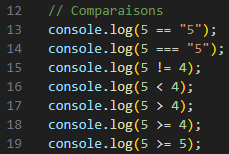 12 // Comparaisons
13 console.log(5 == "5");
14 console.log(5 === "5");
15 console.log(5 != 4);
16 console.log(5 < 4);
17 console.log(5 > 4);
18 console.log(5 >= 4);
19 console.log(5 >= 5);